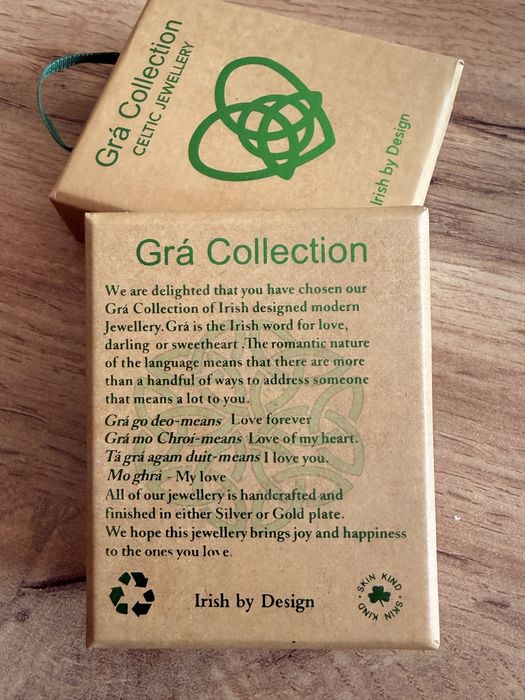 Grá Collection
CELTIC JEWELLERY
Irish by Design
Grá Collection
We are delighted that you have chosen our
Grá Collection of Irish designed modern
Jewellery.Grá is the Irish word for love,
darling or sweetheart .The romantic nature
of the language means that there are more
than a handful of ways to address someone
that means a lot to you.
Grá go deo-means Love forever
Grá mo Chroí-means Love of my heart.
Tá grá agam duit-means I love you.
Mo ghrá - My love
All of our jewellery is handcrafted and
finished in either Silver or Gold plate.
We hope this jewellery brings joy and happiness
to the ones you love.
Irish by Design
SKIN KIND · SKIN KIND ·